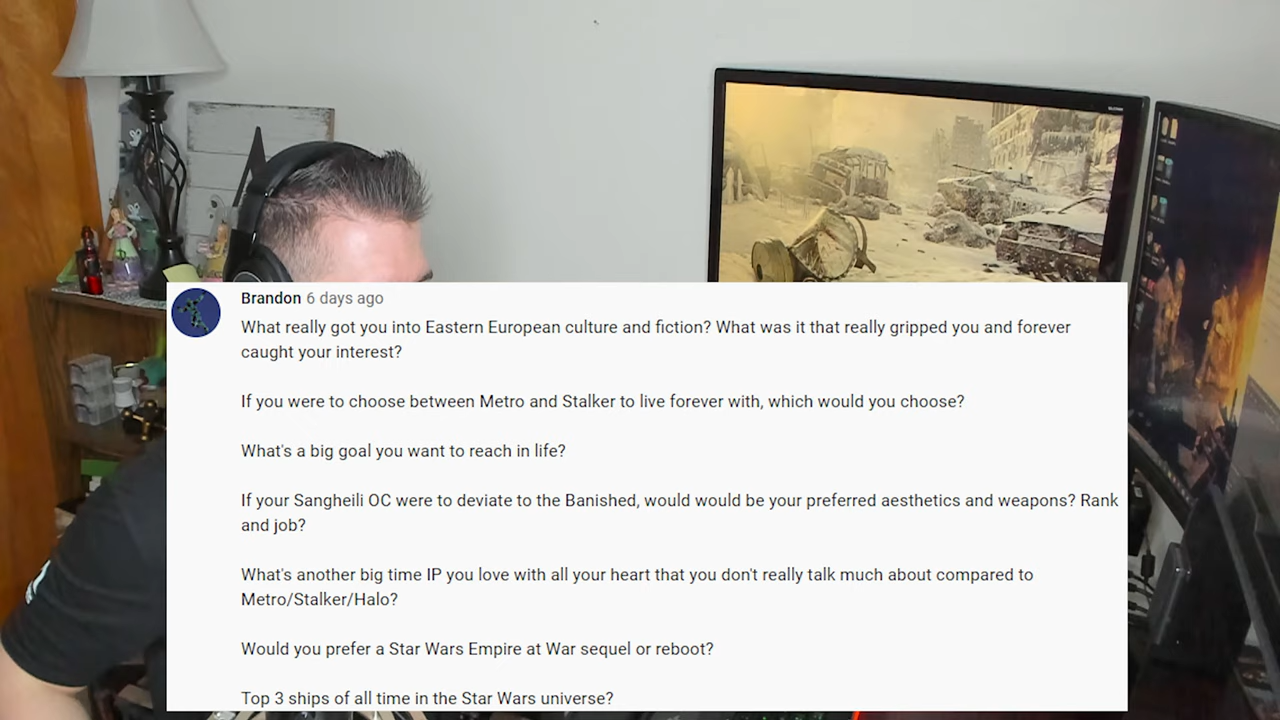 Brandon 6 days ago
What really got you into Eastern European culture and fiction? What was it that really gripped you and forever
caught your interest?
If you were to choose between Metro and Stalker to live forever with, which would you choose?
What's a big goal you want to reach in life?
If your Sangheili OC were to deviate to the Banished, would would be your preferred aesthetics and weapons? Rank
and job?
What's another big time IP you love with all your heart that you don't really talk much about compared to
Metro/Stalker/Halo?
Would you prefer a Star Wars Empire at War sequel or reboot?
Top 3 ships of all time in the Star Wars universe?